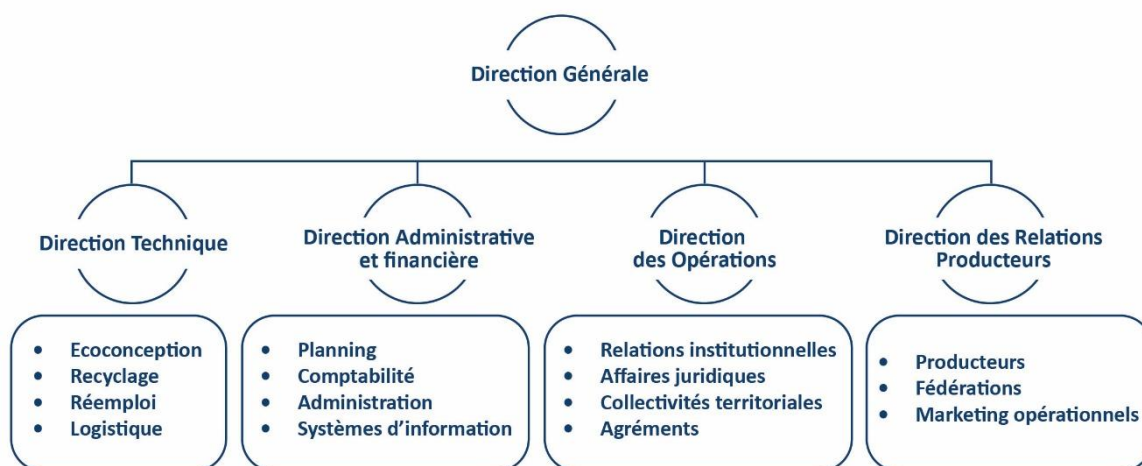 Direction Générale
Direction Technique
Direction Administrative
et financière
Direction
des Opérations
Direction des Relations
Producteurs
• Ecoconception
• Recyclage
• Réemploi
• Logistique
• Planning
• Comptabilité
• Administration
• Systèmes d’information
• Relations institutionnelles
• Affaires juridiques
• Collectivités territoriales
• Agréments
• Producteurs
• Fédérations
• Marketing opérationnels